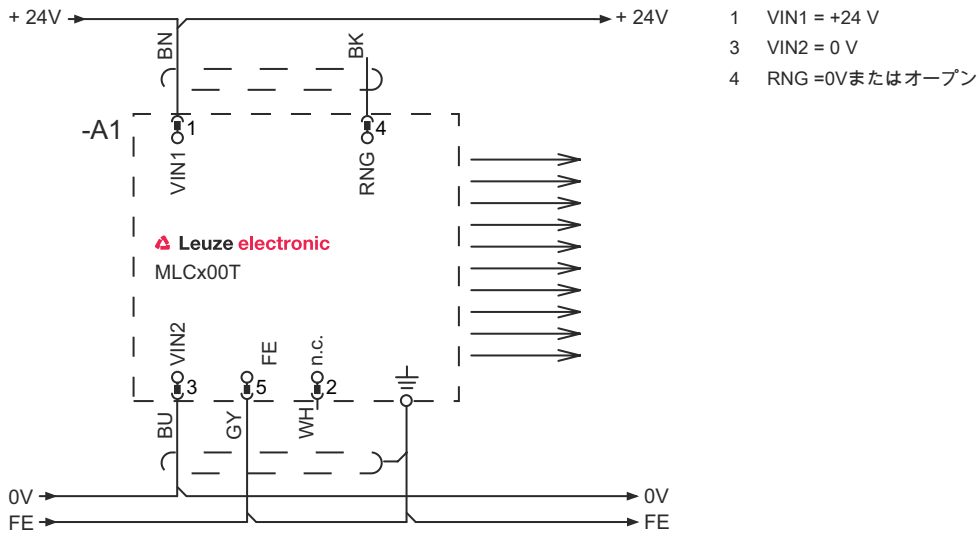 + 24V
+ 24V
BN
BK
-A1
1
4
VIN1
RNG
Leuze electronic
MLCx00T
VIN2
FE
n.c.
3
5
2
BU
GY
WH
0V
0V
FE
FE
1 VIN1 = +24 V
3 VIN2 = 0 V
4 RNG =0Vまたはオープン